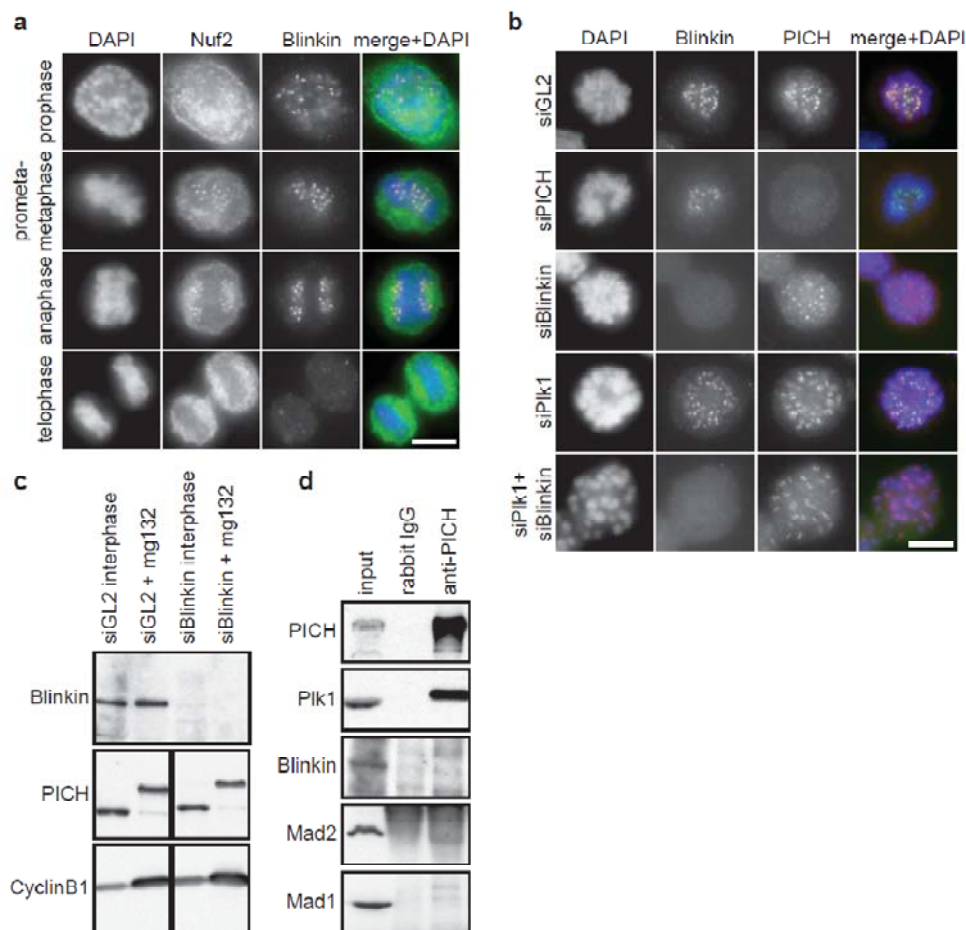 a
DAPI Nuf2 Blinkin merge+DAPI
prophase
prometa-
metaphase
anaphase
telophase
b
DAPI Blinkin PICH merge+DAPI
siGL2
siPICH
siBlinkin
siPlk1
siPlk1+
siBlinkin
c
siGL2 interphase
siGL2 + mg132
siBlinkin interphase
siBlinkin + mg132
Blinkin
PICH
CyclinB1
d
input
rabbit IgG
anti-PICH
PICH
Plk1
Blinkin
Mad2
Mad1